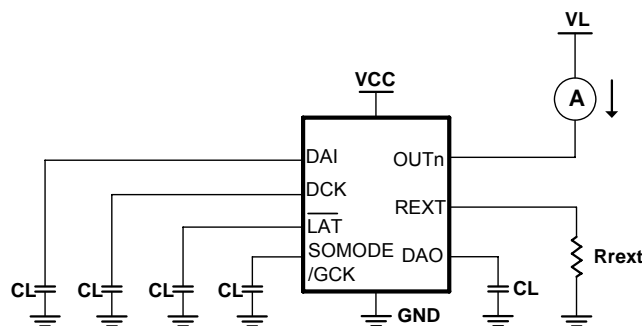 VL
A
VCC
DAI
OUTn
DCK
REXT
LAT
SOMODE
/GCK
DAO
Rrext
CL
CL
CL
CL
CL
GND